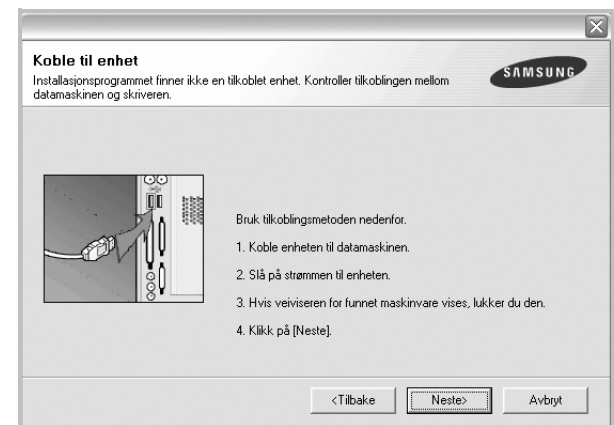 Koble til enhet
Installasjonsprogrammet finner ikke en tilkoblet enhet. Kontroller tilkoblingen mellom
datamaskinen og skriveren.
SAMSUNG
Bruk tilkoblingsmetoden nedenfor.
1. Koble enheten til datamaskinen.
2. Slå på strømmen til enheten.
3. Hvis veiviseren for funnet maskinvare vises, lukker du den.
4. Klikk på [Neste].
<Tilbake
Neste>
Avbryt